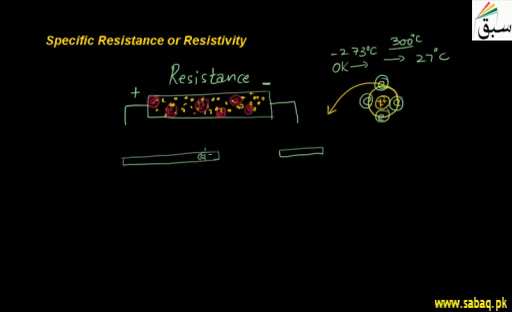 Specific Resistance or Resistivity
سبق
-273°C 300°C
0K → → 27°C
Resistance
+ -
e-
www.sabaq.pk